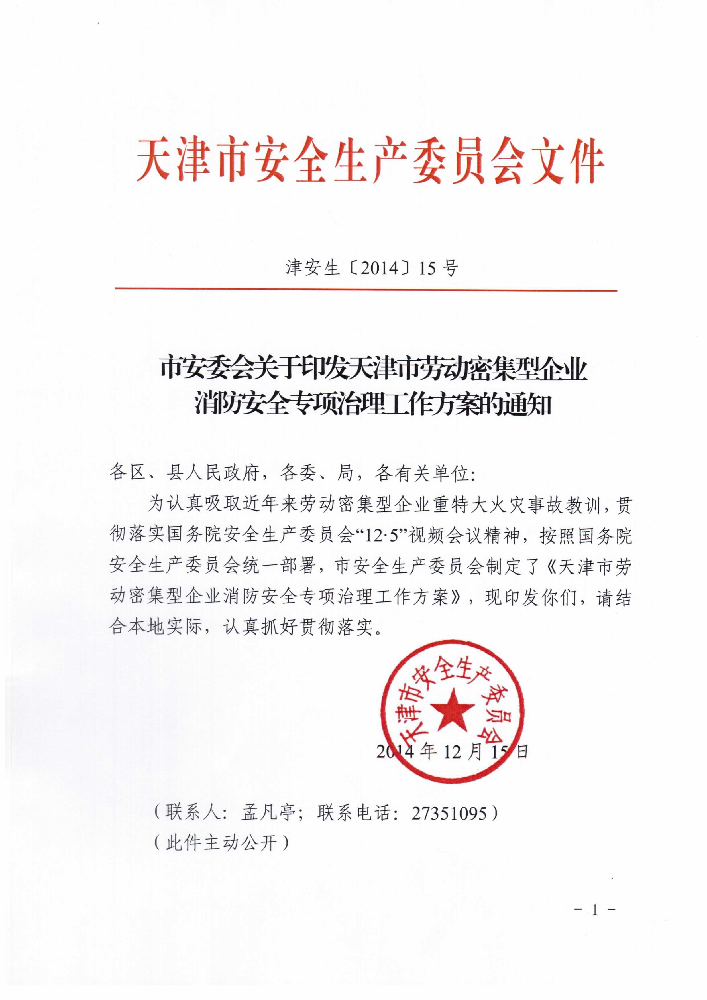 天津市安全生产委员会文件
津安生〔2014〕15 号
市安委会关于印发天津市劳动密集型企业
消防安全专项治理工作方案的通知
各区、县人民政府，各委、局，各有关单位：
为认真吸取近年来劳动密集型企业重特大火灾事故教训，贯
彻落实国务院安全生产委员会“12·5”视频会议精神，按照国务院
安全生产委员会统一部署，市安全生产委员会制定了《天津市劳
动密集型企业消防安全专项治理工作方案》，现印发你们，请结
合本地实际，认真抓好贯彻落实。
天津市安全生产委员会
2014 年 12 月 15 日
（联系人：孟凡亭；联系电话：27351095）
（此件主动公开）
- 1 -